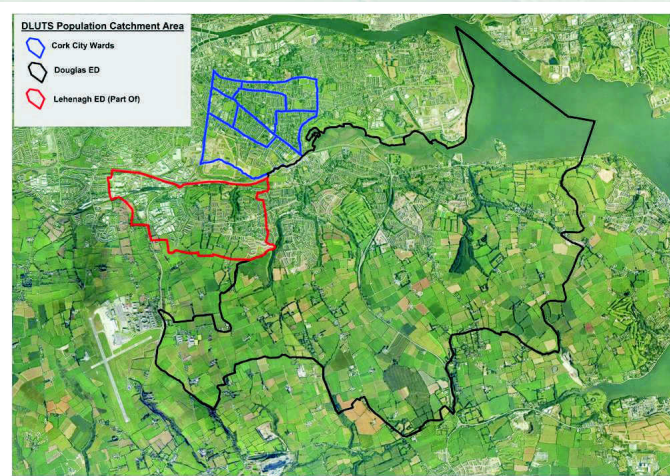 DLUTS Population Catchment Area
Cork City Wards
Douglas ED
Lehenagh ED (Part Of)